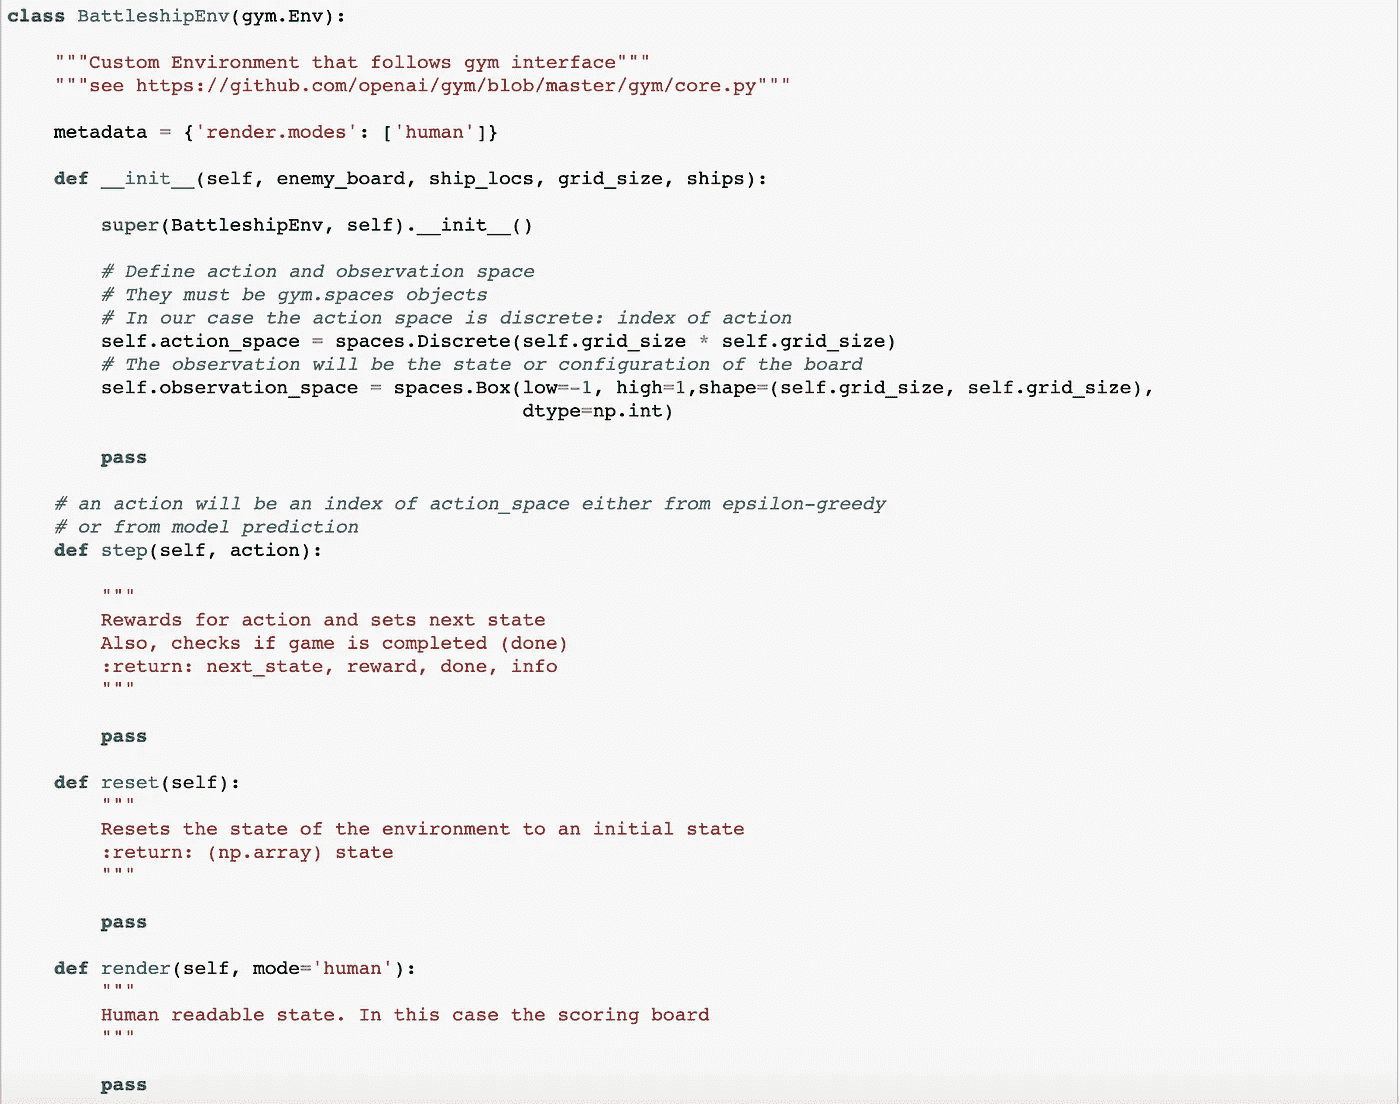 class BattleshipEnv(gym.Env):
"""Custom Environment that follows gym interface"""
"""see https://github.com/openai/gym/blob/master/gym/core.py"""
metadata = {'render.modes': ['human']}
def __init__(self, enemy_board, ship_locs, grid_size, ships):
super(BattleshipEnv, self).__init__()
# Define action and observation space
# They must be gym.spaces objects
# In our case the action space is discrete: index of action
self.action_space = spaces.Discrete(self.grid_size * self.grid_size)
# The observation will be the state or configuration of the board
self.observation_space = spaces.Box(low=-1, high=1,shape=(self.grid_size, self.grid_size),
dtype=np.int)
pass
# an action will be an index of action_space either from epsilon-greedy
# or from model prediction
def step(self, action):
"""
Rewards for action and sets next state
Also, checks if game is completed (done)
:return: next_state, reward, done, info
"""
pass
def reset(self):
"""
Resets the state of the environment to an initial state
:return: (np.array) state
"""
pass
def render(self, mode='human'):
"""
Human readable state. In this case the scoring board
"""
pass